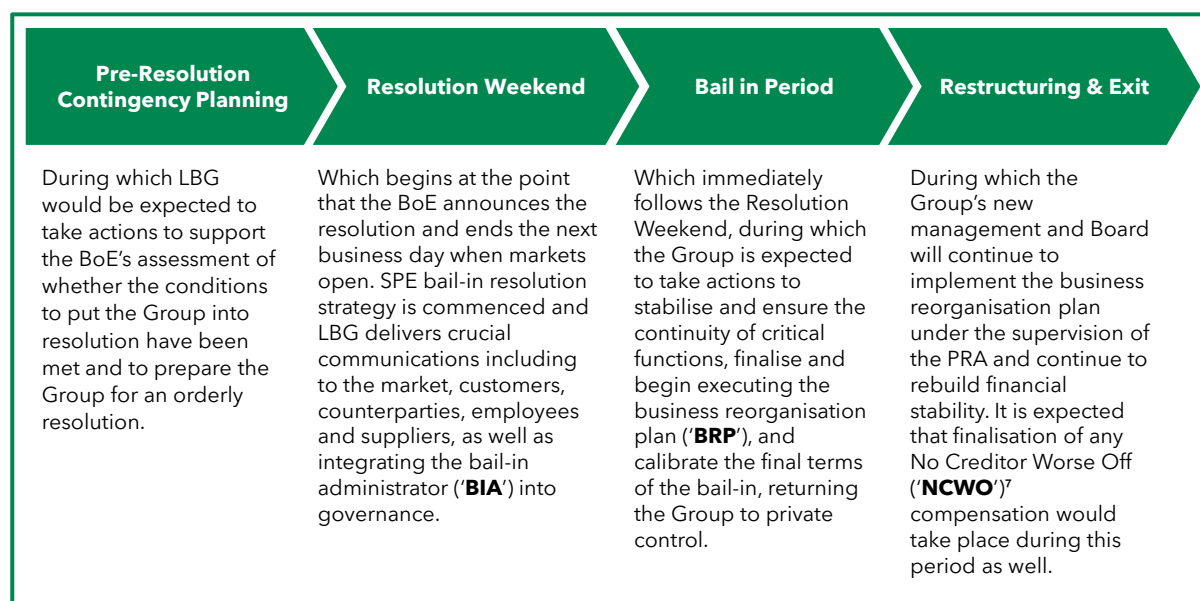 Pre-Resolution
Contingency Planning
Resolution Weekend
Bail in Period
Restructuring & Exit
During which LBG
would be expected to
take actions to support
the BoE's assessment of
whether the conditions
to put the Group into
resolution have been
met and to prepare the
Group for an orderly
resolution.
Which begins at the point
that the BoE announces the
resolution and ends the next
business day when markets
open. SPE bail-in resolution
strategy is commenced and
LBG delivers crucial
communications including
to the market, customers,
counterparties, employees
and suppliers, as well as
integrating the bail-in
administrator ('BIA') into
governance.
Which immediately
follows the Resolution
Weekend, during which
the Group is expected
to take actions to
stabilise and ensure the
continuity of critical
functions, finalise and
begin executing the
business reorganisation
plan ('BRP'), and
calibrate the final terms
of the bail-in, returning
the Group to private
control.
During which the
Group's new
management and Board
will continue to
implement the business
reorganisation plan
under the supervision of
the PRA and continue to
rebuild financial
stability. It is expected
that finalisation of any
No Creditor Worse Off
('NCWO')⁷
compensation would
take place during this
period as well.